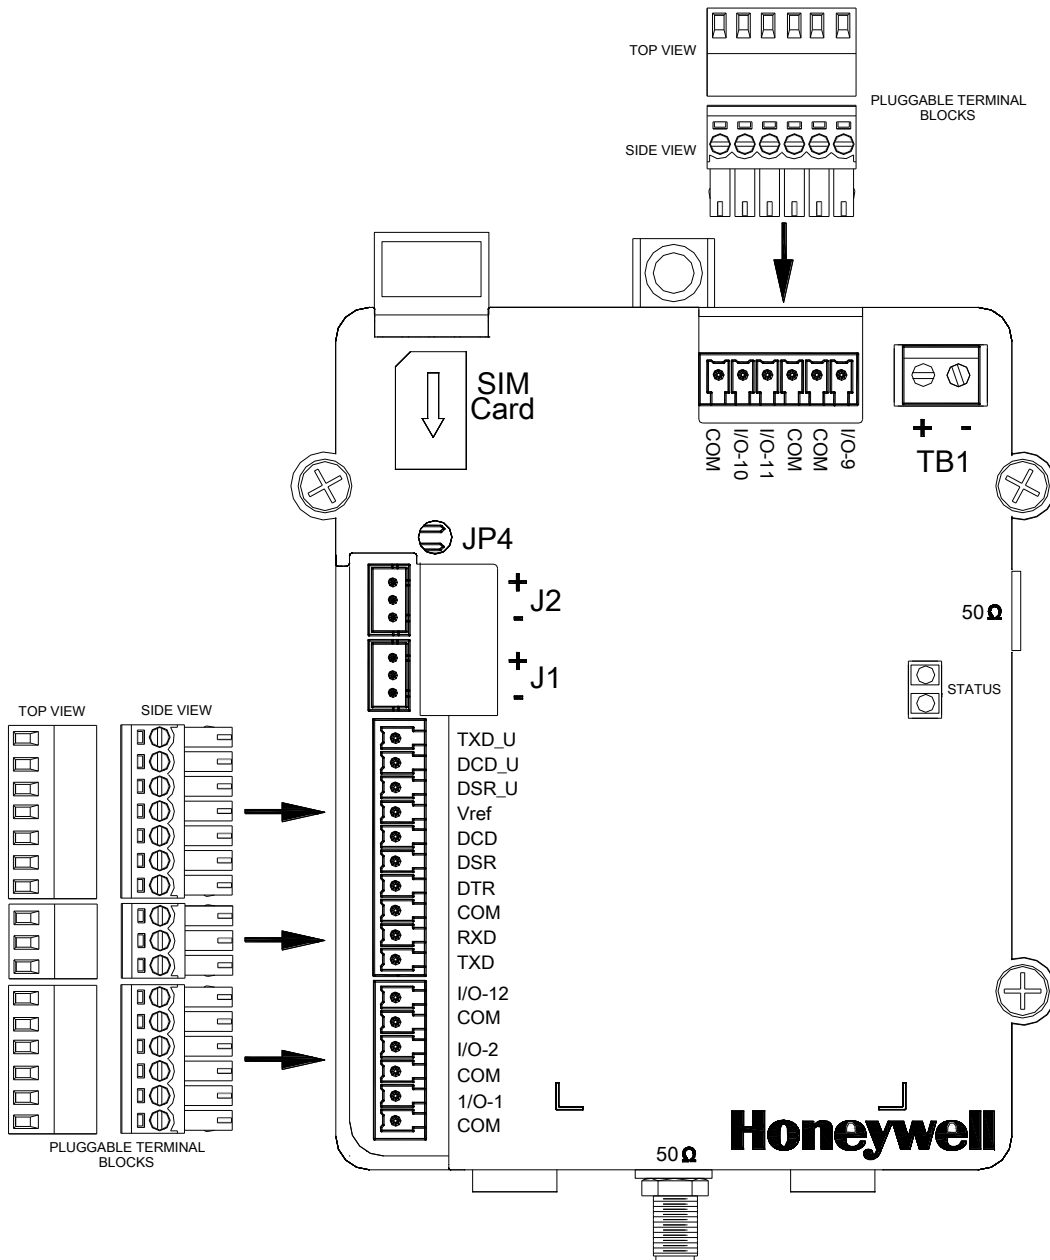 TOP VIEW
PLUGGABLE TERMINAL
BLOCKS
SIDE VIEW
SIM
Card
COM
I/O-10
I/O-11
COM
COM
I/O-9
+ -
TB1
JP4
+
J2
-
50Ω
+
J1
-
STATUS
TOP VIEW
SIDE VIEW
TXD_U
DCD_U
DSR_U
Vref
DCD
DSR
DTR
COM
RXD
TXD
I/O-12
COM
I/O-2
COM
1/O-1
COM
PLUGGABLE TERMINAL
BLOCKS
Honeywell
50Ω